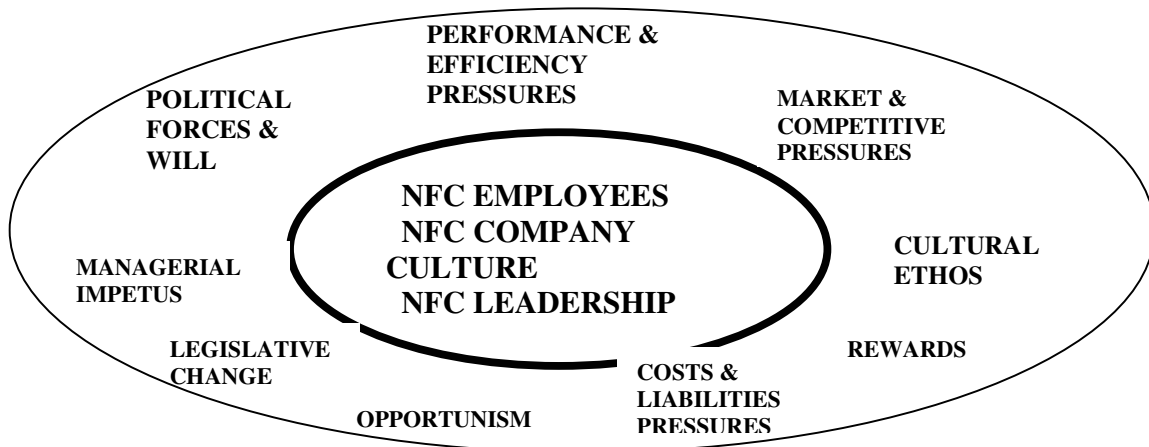 PERFORMANCE &
EFFICIENCY
PRESSURES
POLITICAL
FORCES &
WILL
MARKET &
COMPETITIVE
PRESSURES
NFC EMPLOYEES
NFC COMPANY
CULTURE
NFC LEADERSHIP
CULTURAL
ETHOS
MANAGERIAL
IMPETUS
LEGISLATIVE
CHANGE
REWARDS
COSTS &
LIABILITIES
PRESSURES
OPPORTUNISM